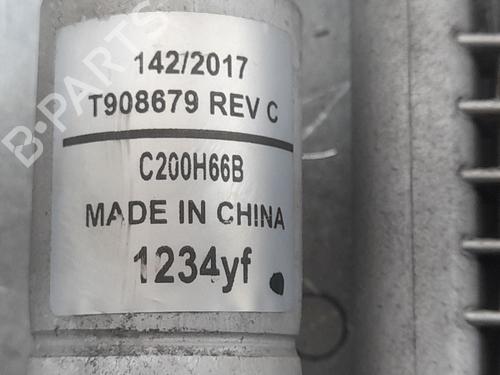 B-PARTS
142/2017
T908679 REV C
C200H66B
MADE IN CHINA
1234yf